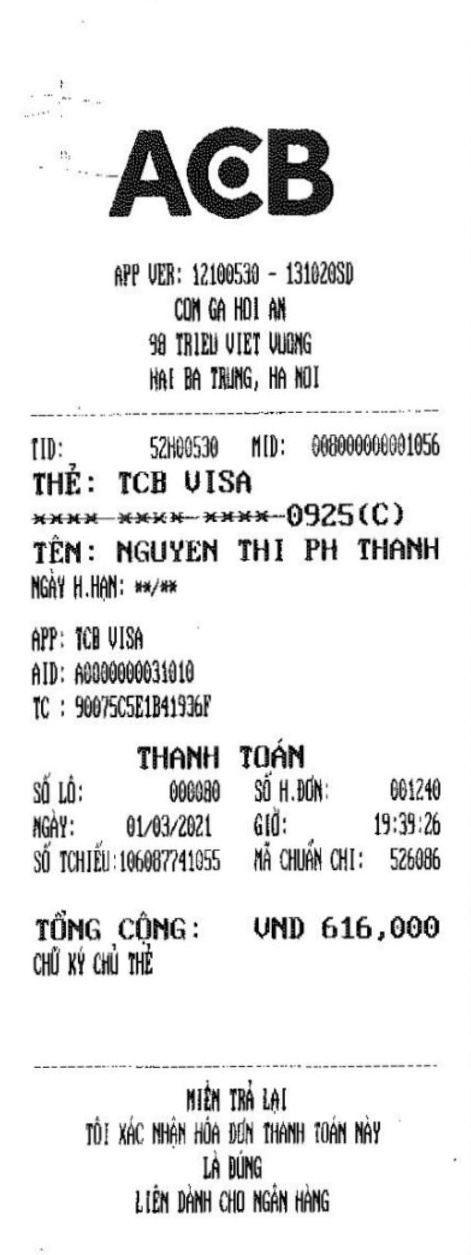 ACB
APP VER: 12100530 - 131020SD
COM GA HOI AN
98 TRIEU VIET VUONG
HAI BA TRUNG, HA NOI
TID: 52H00530 MID: 008000000001056
THẺ: TCB VISA
**** **** **** 0925(C)
TÊN: NGUYEN THI PH THANH
NGÀY H.HẠN: **/**
APP: TCB VISA
AID: A0000000031010
TC : 90075C5E1B41936F
THANH TOÁN
SỐ LÔ: 000080 SỐ H.ĐƠN: 001240
NGÀY: 01/03/2021 GIỜ: 19:39:26
SỐ TCHIẾU:106087741055 MÃ CHUẨN CHI: 526086
TỔNG CỘNG: VND 616,000
CHỮ KÝ CHỦ THẺ
MIỄN TRẢ LẠI
TÔI XÁC NHẬN HÓA ĐƠN THANH TOÁN NÀY
LÀ ĐÚNG
LIÊN DÀNH CHO NGÂN HÀNG